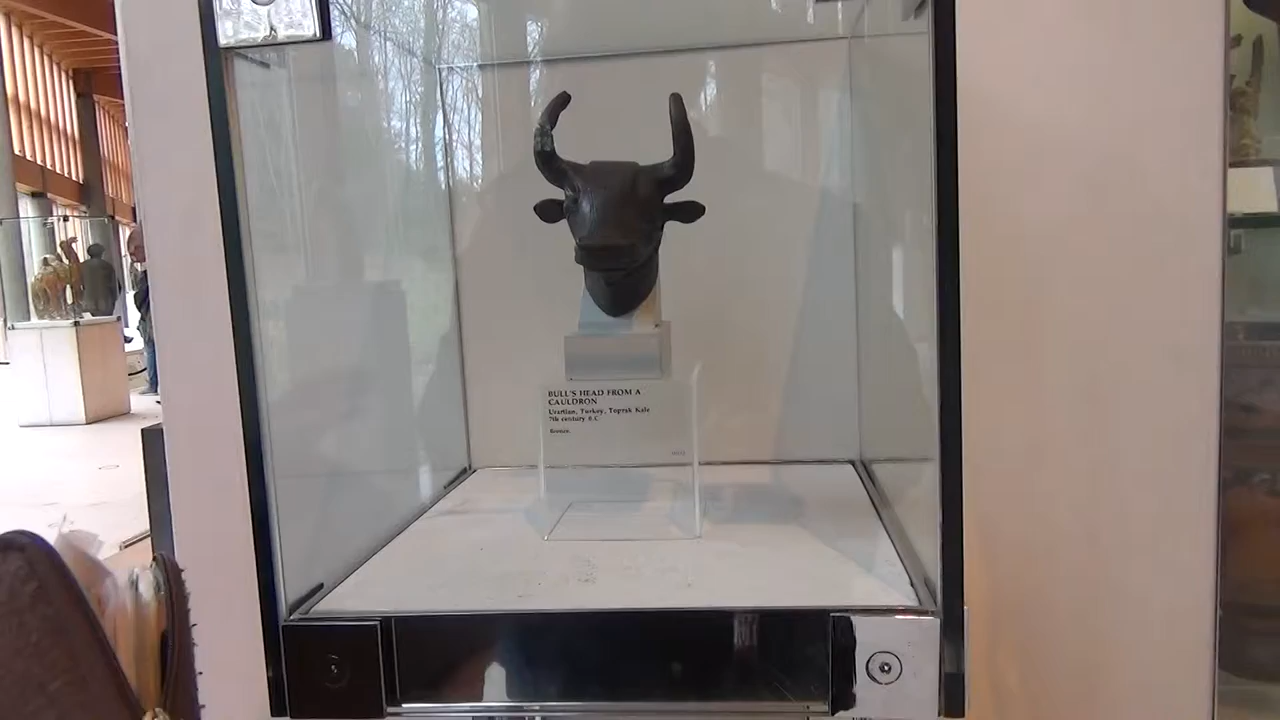 BULL'S HEAD FROM A
CAULDRON
Urartian, Turkey, Toprak Kale
7th century B.C.
Bronze.